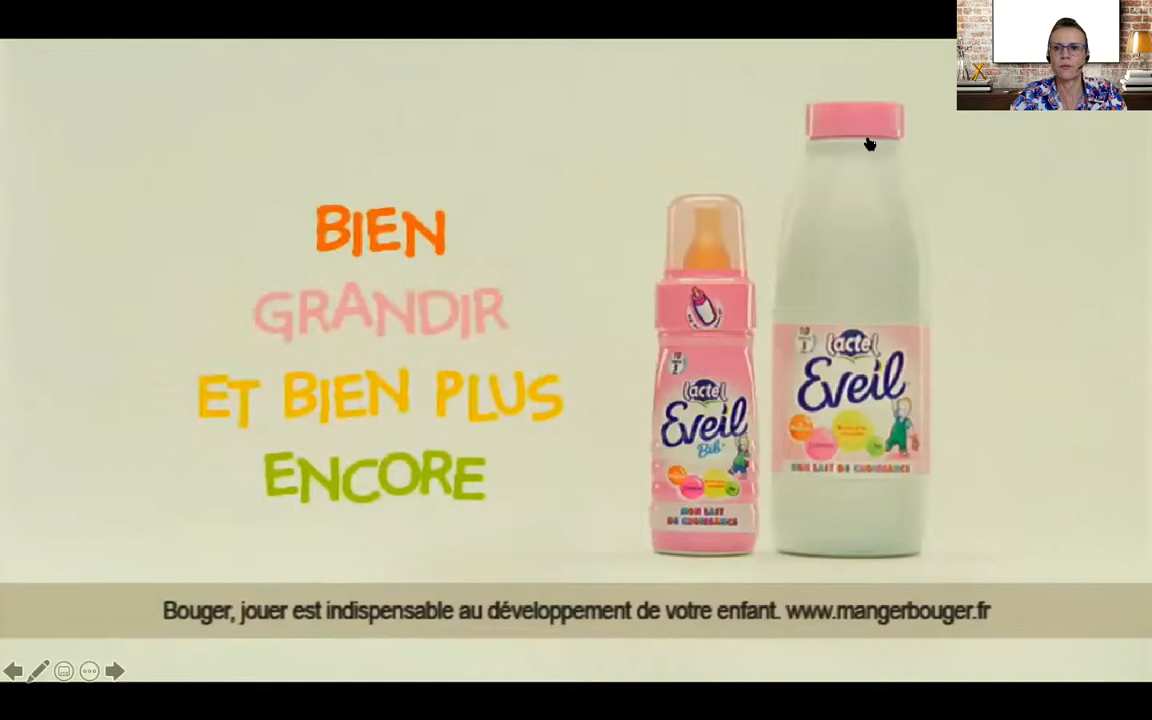 BIEN
GRANDIR
ET BIEN PLUS
ENCORE
lactel
Eveil
Bib'
MON LAIT
DE CROISSANCE
lactel
Eveil
MON LAIT DE CROISSANCE
Bouger, jouer est indispensable au développement de votre enfant. www.mangerbouger.fr